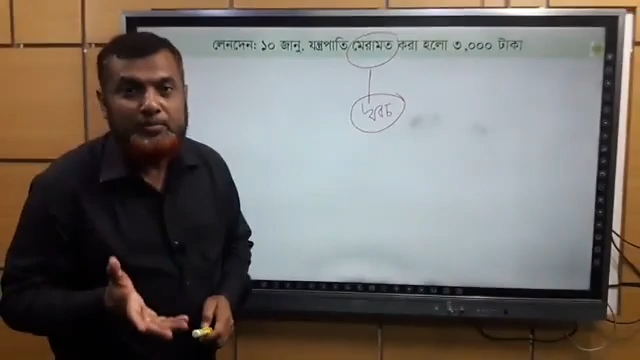 লেনদেন: ১০ জানু. যন্ত্রপাতি মেরামত করা হলো ৩,০০০ টাকা
খরচ